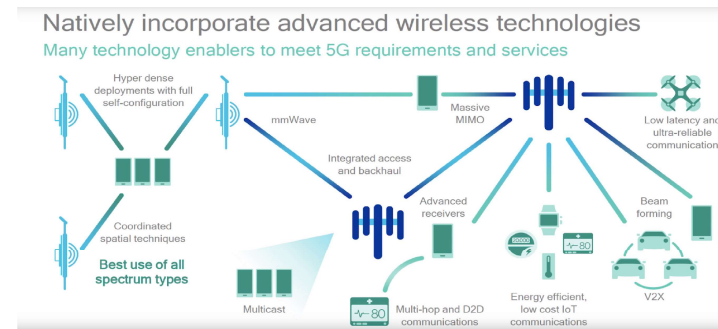 Natively incorporate advanced wireless technologies
Many technology enablers to meet 5G requirements and services
Hyper dense
deployments with full
self-configuration
mmWave
Massive
MIMO
Low latency and
ultra-reliable
communication
Integrated access
and backhaul
Advanced
receivers
Beam
forming
Coordinated
spatial techniques
Best use of all
spectrum types
Multicast
80
Multi-hop and D2D
communications
80
Energy efficient,
low cost IoT
communications
V2X